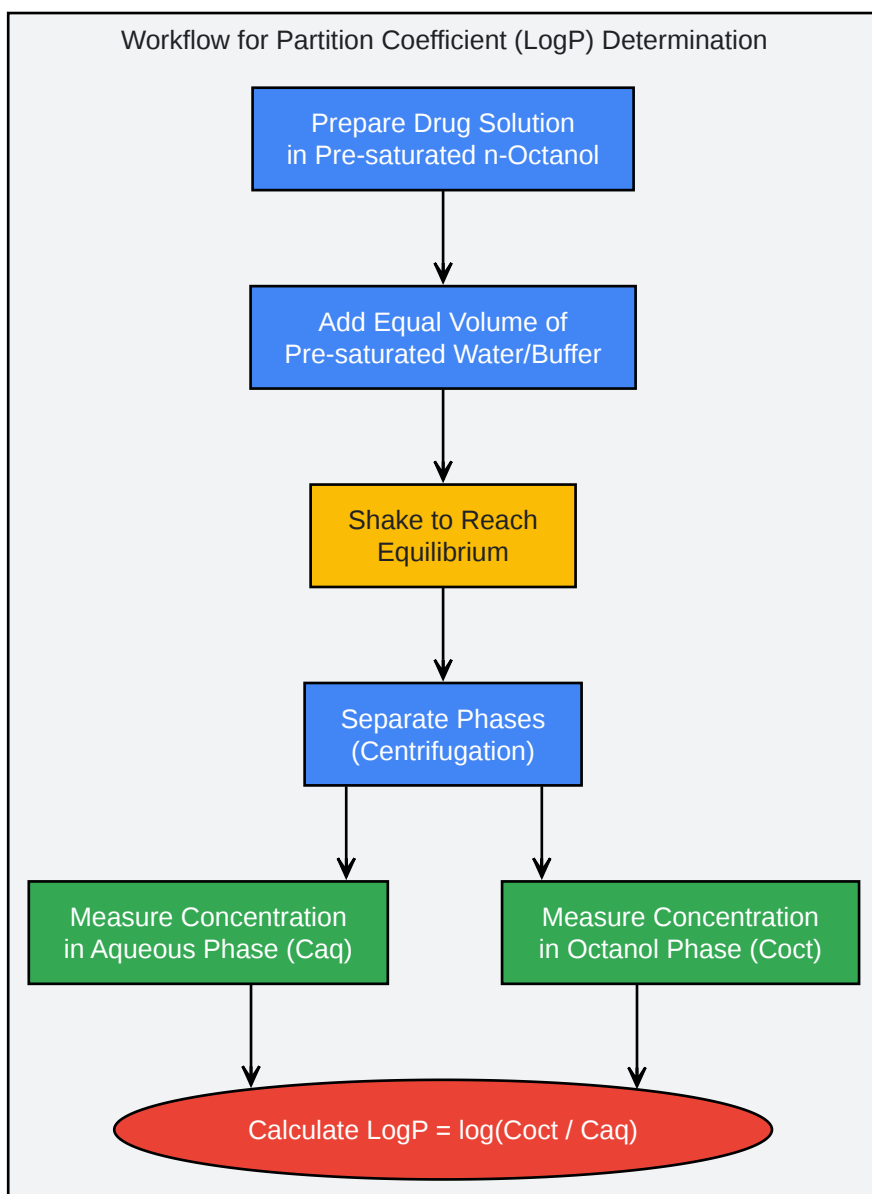 Workflow for Partition Coefficient (LogP) Determination
Prepare Drug Solution
in Pre-saturated n-Octanol
Add Equal Volume of
Pre-saturated Water/Buffer
Shake to Reach
Equilibrium
Separate Phases
(Centrifugation)
Measure Concentration
in Aqueous Phase (Caq)
Measure Concentration
in Octanol Phase (Coct)
Calculate LogP = log(Coct / Caq)